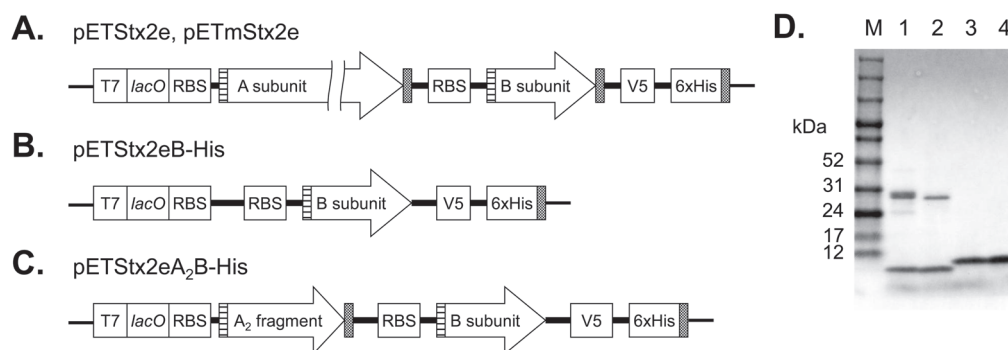 A. pETStx2e, pETmStx2e
T7 lacO RBS A subunit RBS B subunit V5 6xHis
B. pETStx2eB-His
T7 lacO RBS RBS B subunit V5 6xHis
C. pETStx2eA₂B-His
T7 lacO RBS A₂ fragment RBS B subunit V5 6xHis
D. M 1 2 3 4
kDa
52
31
24
17
12